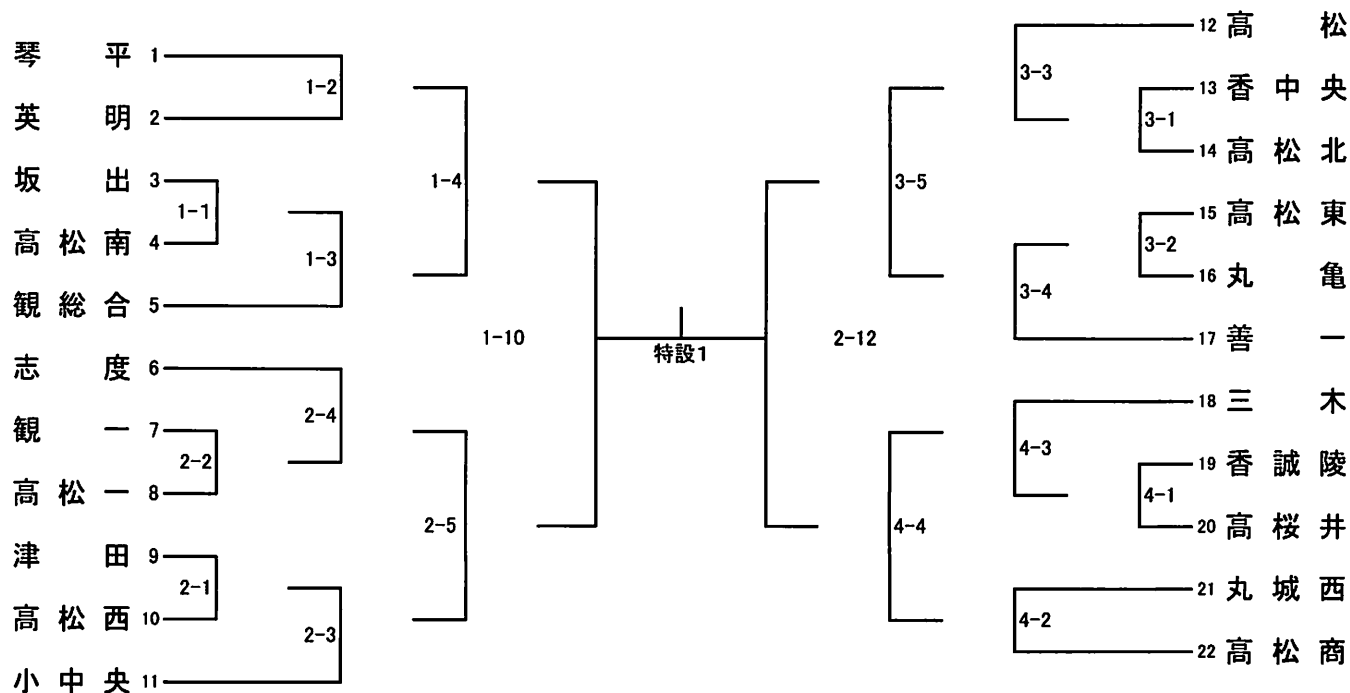 琴平 1
1-2
英明 2
坂出 3
1-1
高松南 4
1-3
観総合 5
1-4
志度 6
2-4
観一 7
2-2
高松一 8
津田 9
2-1
高松西 10
2-3
小中央 11
2-5
1-10
特設1
2-12
12 高松
3-3
13 香中央
3-1
14 高松北
3-5
15 高松東
3-2
16 丸亀
3-4
17 善一
18 三木
4-3
19 香誠陵
4-1
20 高桜井
4-4
21 丸城西
4-2
22 高松商